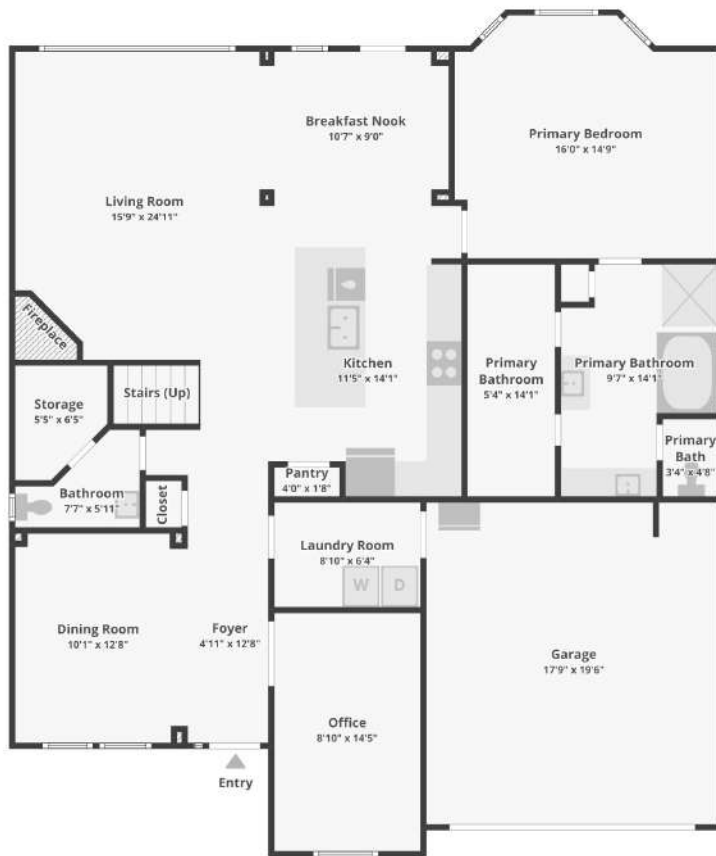 Breakfast Nook
10'7" x 9'0"
Primary Bedroom
16'0" x 14'9"
Living Room
15'9" x 24'11"
Fireplace
Kitchen
11'5" x 14'1"
Primary
Bathroom
5'4" x 14'1"
Primary Bathroom
9'7" x 14'1"
Storage
5'5" x 6'5"
Stairs (Up)
Primary
Bath
3'4" x 4'8"
Pantry
4'0" x 1'8"
Bathroom
7'7" x 5'11"
Closet
Laundry Room
8'10" x 6'4"
W
D
Dining Room
10'1" x 12'8"
Foyer
4'11" x 12'8"
Garage
17'9" x 19'6"
Office
8'10" x 14'5"
Entry